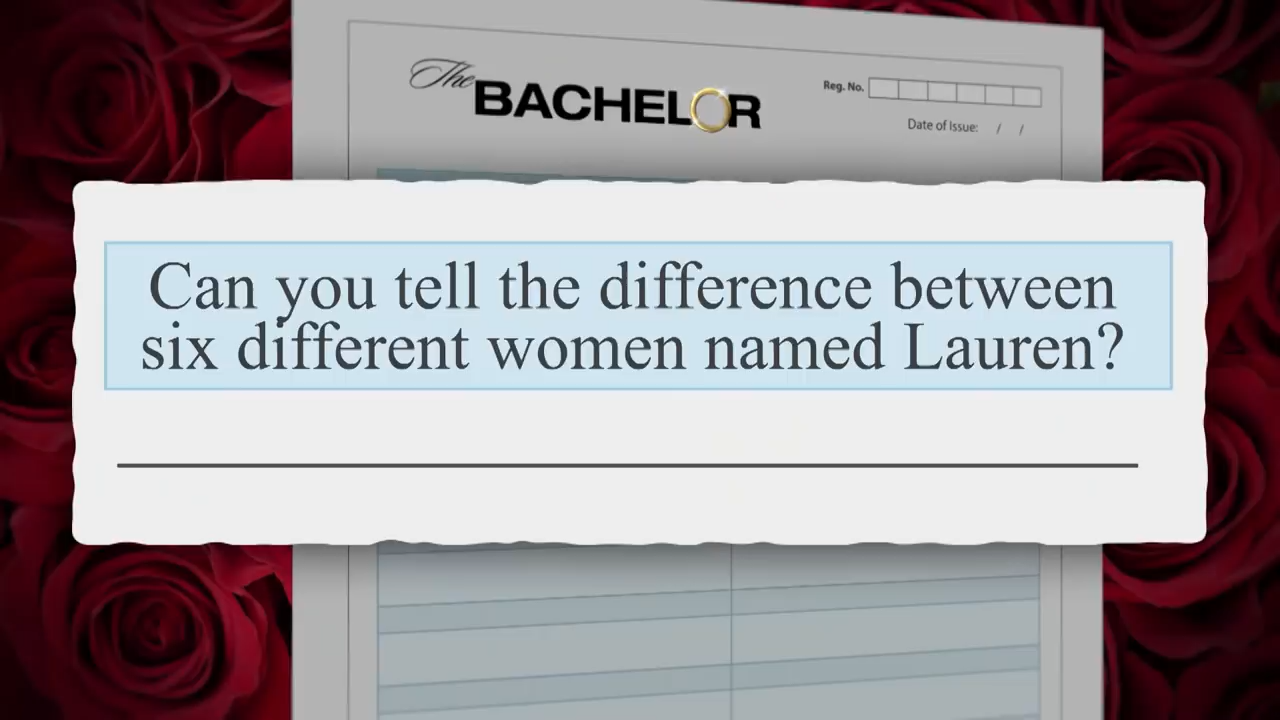 The
BACHELOR
Reg. No.
Date of Issue: / /
Can you tell the difference between
six different women named Lauren?